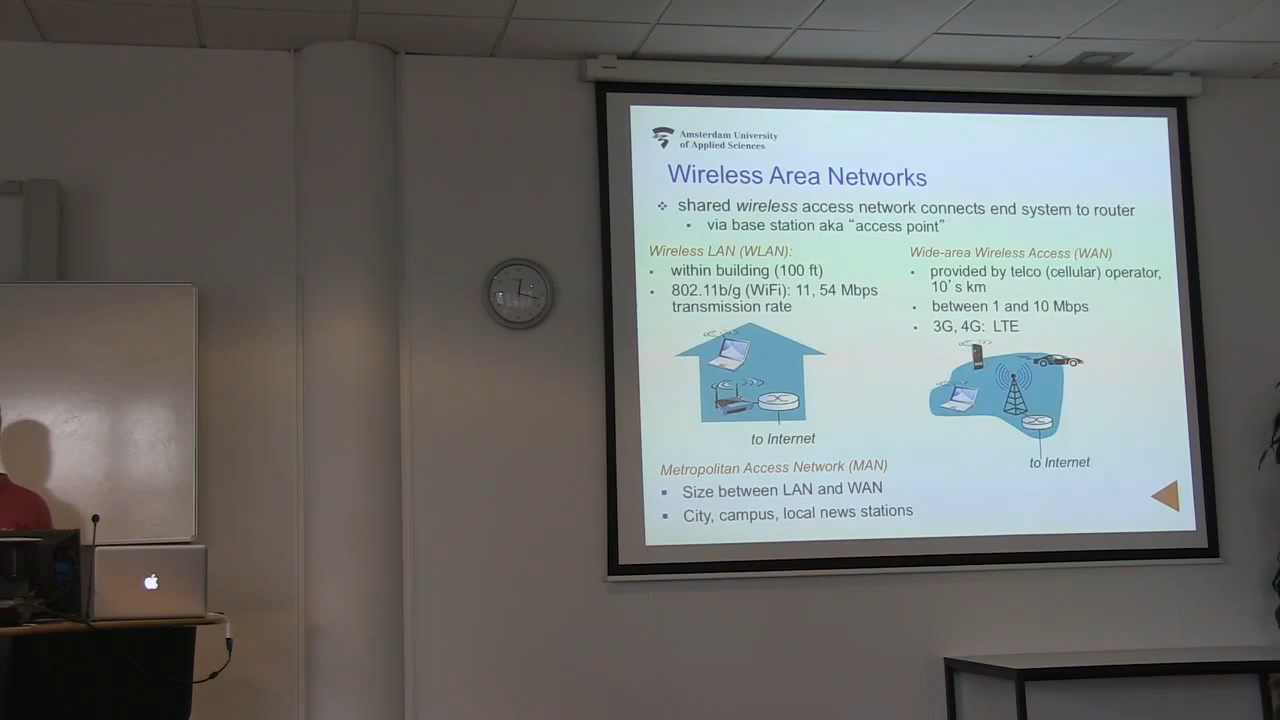 Amsterdam University
of Applied Sciences
Wireless Area Networks
shared wireless access network connects end system to router
via base station aka “access point”
Wireless LAN (WLAN):
within building (100 ft)
802.11b/g (WiFi): 11, 54 Mbps
transmission rate
to Internet
Wide-area Wireless Access (WAN)
provided by telco (cellular) operator,
10’s km
between 1 and 10 Mbps
3G, 4G: LTE
to Internet
Metropolitan Access Network (MAN)
Size between LAN and WAN
City, campus, local news stations